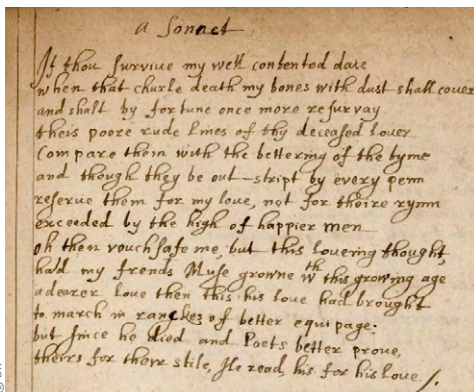 A Sonnet
If thou survive my well contented daie
when that churle death my bones with dust shall cover
and shalt by fortune once more resurvay
theis poore rude lines of thy deceased lover
Compare them with the bettering of the tyme
and though they be out-stript by every penn
reserve them for my love, not for theire rymn
exceeded by the high of happier men
oh then vouchsafe me, but this lovering thought,
hadd my frends Muse growne wth this growing age
a dearer love then this his love had brought
to march in ranckes of better equipage:
but since he died and Poets better prove,
theirs for their stile, Ile read, his for his love /.